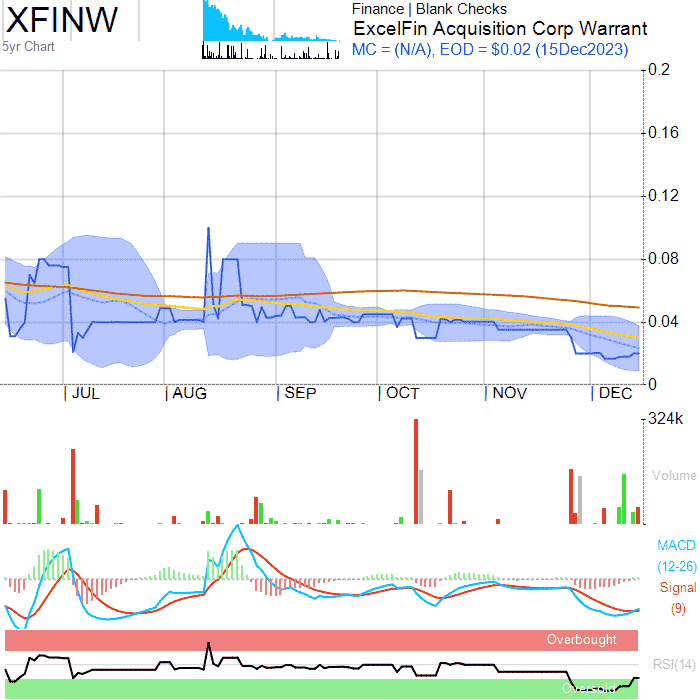 XFINW
5yr Chart
Finance | Blank Checks
ExcelFin Acquisition Corp Warrant
MC = (N/A), EOD = $0.02 (15Dec2023)
0.2
0.16
0.12
0.08
0.04
0
JUL AUG SEP OCT NOV DEC
324k
Volume
MACD
(12-26)
Signal
(9)
Overbought
RSI(14)
Oversold